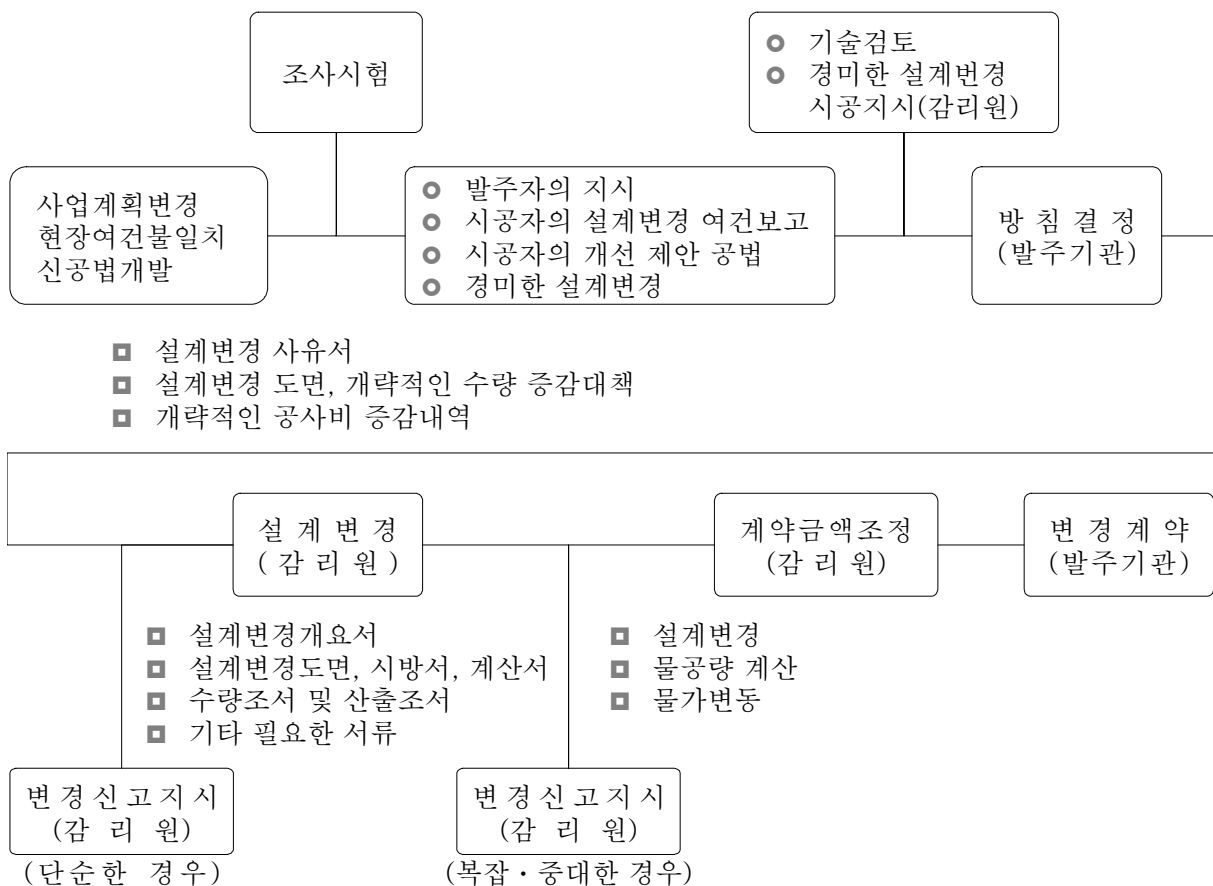 조사시험
기술검토
경미한 설계변경
시공지시(감리원)
사업계획변경
현장여건불일치
신공법개발
발주자의 지시
시공자의 설계변경 여건보고
시공자의 개선 제안 공법
경미한 설계변경
방 침 결 정
(발주기관)
설계변경 사유서
설계변경 도면, 개략적인 수량 증감대책
개략적인 공사비 증감내역
설 계 변 경
( 감 리 원 )
계약금액조정
(감 리 원)
변 경 계 약
(발주기관)
설계변경개요서
설계변경도면, 시방서, 계산서
수량조서 및 산출조서
기타 필요한 서류
설계변경
물공량 계산
물가변동
변 경 신 고 지 시
(감 리 원)
(단순한 경우)
변 경 신 고 지 시
(감 리 원)
(복잡・중대한 경우)